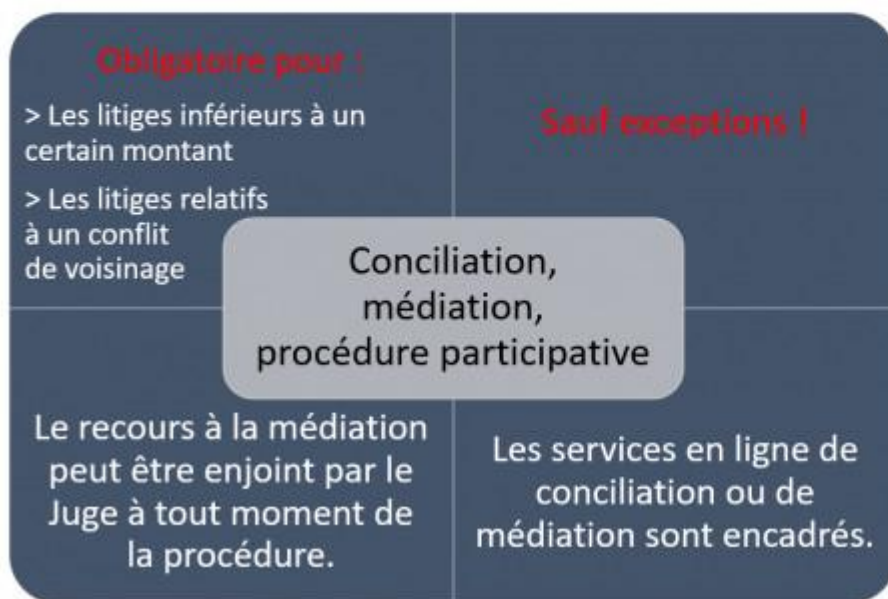 Obligatoire pour :
> Les litiges inférieurs à un
certain montant
> Les litiges relatifs
à un conflit
de voisinage
Sauf exceptions !
Conciliation,
médiation,
procédure participative
Le recours à la médiation
peut être enjoint par le
Juge à tout moment de
la procédure.
Les services en ligne de
conciliation ou de
médiation sont encadrés.